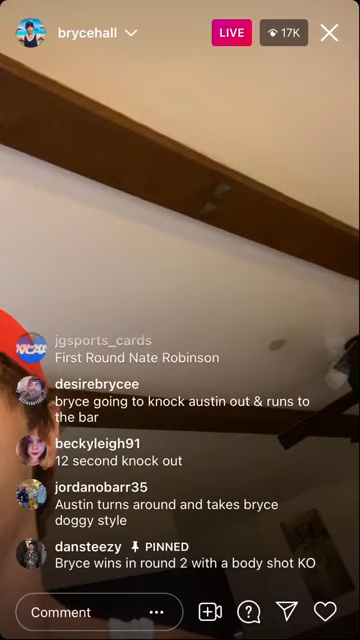 brycehall
LIVE
17K
jgsports_cards
First Round Nate Robinson
desirebrycee
bryce going to knock austin out & runs to
the bar
beckyleigh91
12 second knock out
jordanobarr35
Austin turns around and takes bryce
doggy style
dansteezy PINNED
Bryce wins in round 2 with a body shot KO
Comment